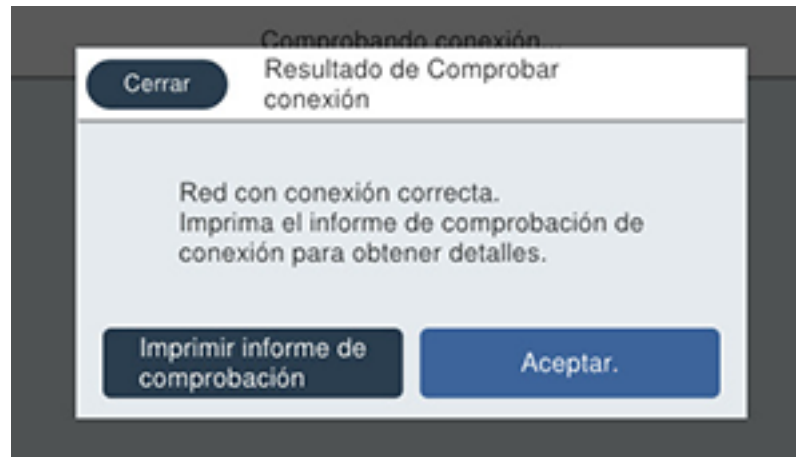 Comprobando conexión...
Cerrar
Resultado de Comprobar
conexión
Red con conexión correcta.
Imprima el informe de comprobación de
conexión para obtener detalles.
Imprimir informe de
comprobación
Aceptar.